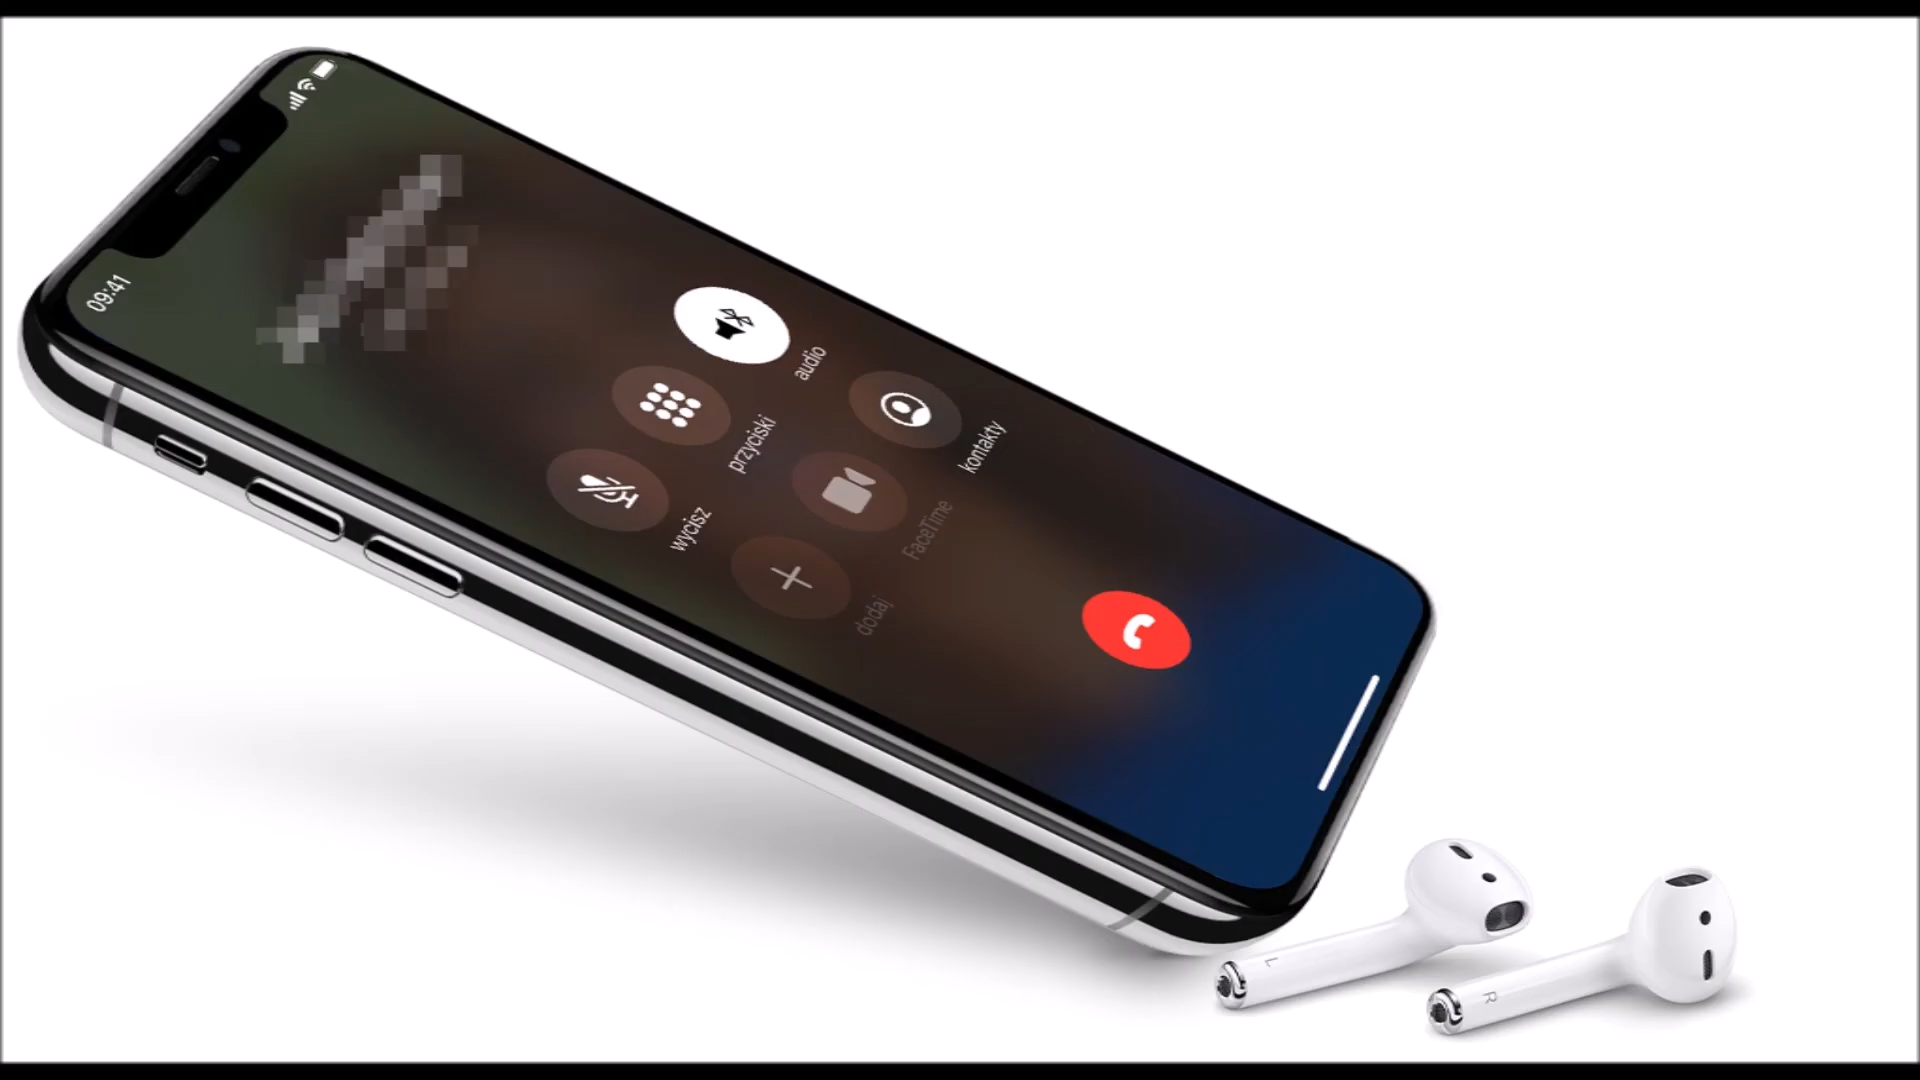 09:41
wycisz
przyciski
audio
dodaj
FaceTime
kontakty
L
R